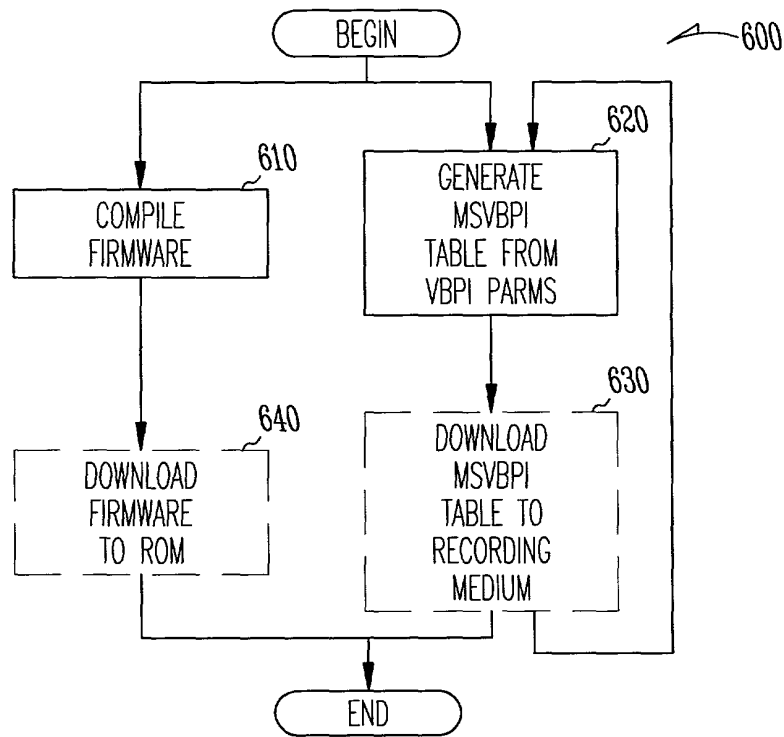 BEGIN
600
610
COMPILE
FIRMWARE
620
GENERATE
MSVBPI
TABLE FROM
VBPI PARMS
640
DOWNLOAD
FIRMWARE
TO ROM
630
DOWNLOAD
MSVBPI
TABLE TO
RECORDING
MEDIUM
END